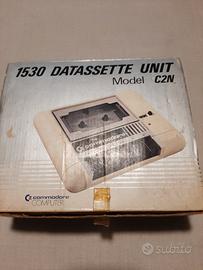 1530 DATASSETTE UNIT
Model C2N
commodore
COMPUTER
subito